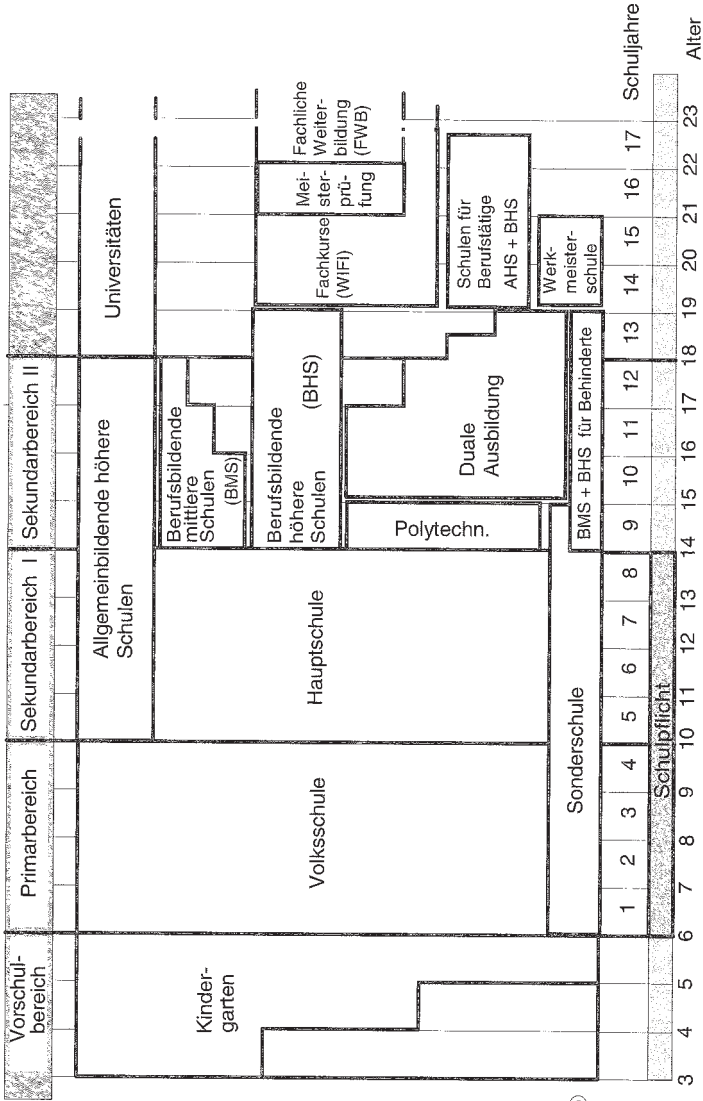 Vorschul-
bereich
Primarbereich
Sekundarbereich I
Sekundarbereich II
Kinder-
garten
Volksschule
Sonderschule
Allgemeinbildende höhere
Schulen
Hauptschule
Berufsbildende
mittlere
Schulen
(BMS)
Berufsbildende
höhere
Schulen
(BHS)
Polytechn.
Duale
Ausbildung
BMS + BHS für Behinderte
Universitäten
Fachkurse
(WIFI)
Mei-
ster-
prü-
fung
Fachliche
Weiter-
bildung
(FWB)
Schulen für
Berufstätige
AHS + BHS
Werk-
meister-
schule
1 2 3 4 5 6 7 8 9 10 11 12 13 14 15 16 17 Schuljahre
Schulpflicht
3 4 5 6 7 8 9 10 11 12 13 14 15 16 17 18 19 20 21 22 23 Alter